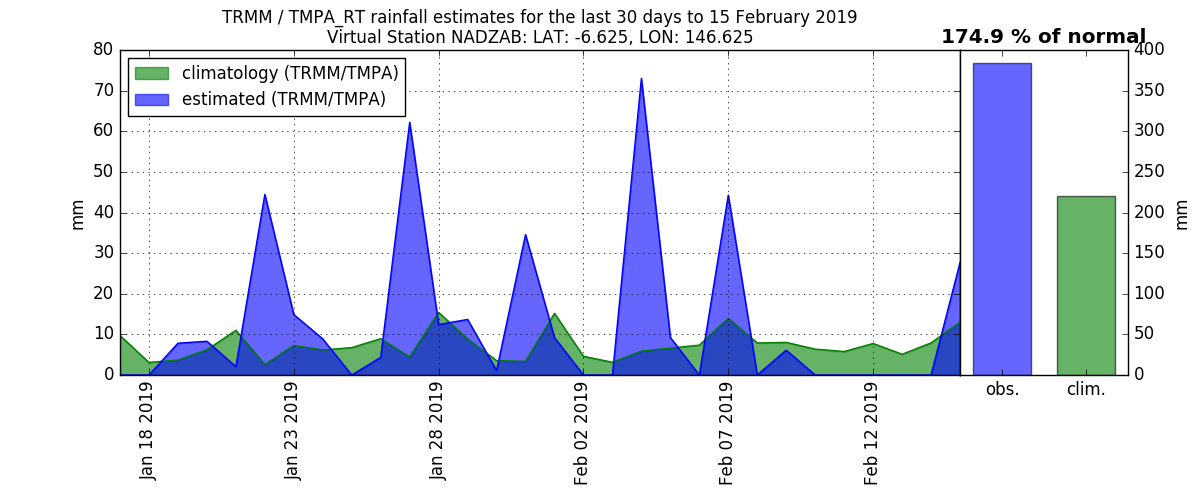 TRMM / TMPA_RT rainfall estimates for the last 30 days to 15 February 2019
Virtual Station NADZAB: LAT: -6.625, LON: 146.625
174.9 % of normal
climatology (TRMM/TMPA)
estimated (TRMM/TMPA)
mm
80
70
60
50
40
30
20
10
0
Jan 18 2019
Jan 23 2019
Jan 28 2019
Feb 02 2019
Feb 07 2019
Feb 12 2019
obs.
clim.
400
350
300
250
200
150
100
50
0
mm